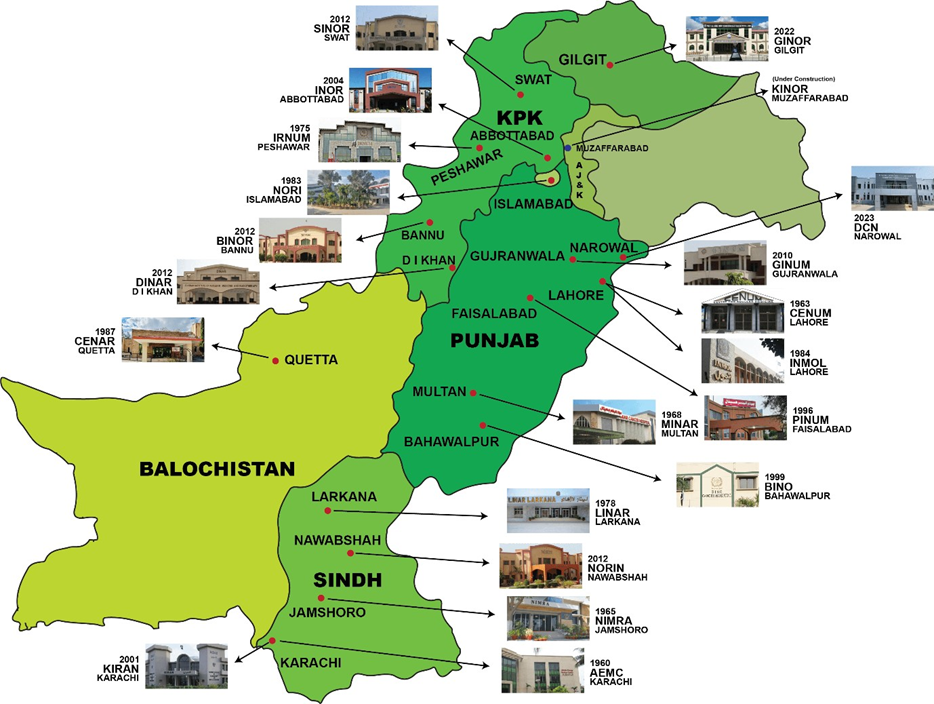 2012
SINOR
SWAT
2004
INOR
ABBOTTABAD
1975
IRNUM
PESHAWAR
1983
NORI
ISLAMABAD
2012
BINOR
BANNU
2012
DINAR
D I KHAN
1987
CENAR
QUETTA
GILGIT
SWAT
KPK
ABBOTTABAD
PESHAWAR
MUZAFFARABAD
AJ&K
ISLAMABAD
BANNU
D I KHAN
GUJRANWALA
NAROWAL
LAHORE
FAISALABAD
PUNJAB
QUETTA
MULTAN
BAHAWALPUR
BALOCHISTAN
LARKANA
NAWABSHAH
SINDH
JAMSHORO
KARACHI
2022
GINOR
GILGIT
(Under Construction)
KINOR
MUZAFFARABAD
2023
DCN
NAROWAL
2010
GINUM
GUJRANWALA
CENUM
1963
CENUM
LAHORE
1984
INMOL
LAHORE
1968
MINAR
MULTAN
1996
PINUM
FAISALABAD
1999
BINO
BAHAWALPUR
LINAR LARKANA
1978
LINAR
LARKANA
2012
NORIN
NAWABSHAH
NIMRA
1965
NIMRA
JAMSHORO
1960
AEMC
KARACHI
2001
KIRAN
KARACHI